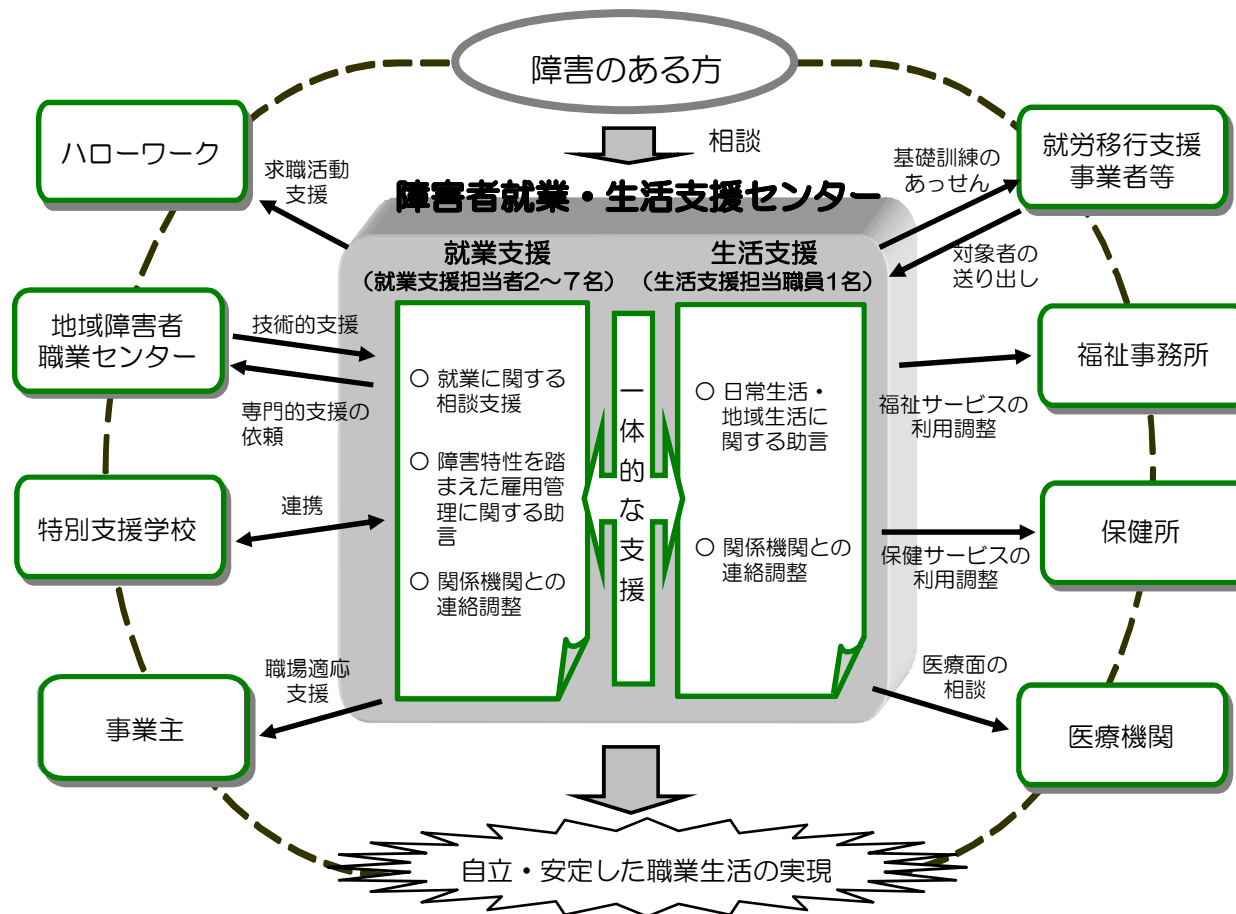 障害のある方
相談
ハローワーク
求職活動
支援
基礎訓練の
あっせん
就労移行支援
事業者等
障害者就業・生活支援センター
就業支援
（就業支援担当者2～7名）
生活支援
（生活支援担当職員1名）
対象者の
送り出し
地域障害者
職業センター
技術的支援
専門的支援の
依頼
○ 就業に関する
相談支援
○ 障害特性を踏
まえた雇用管
理に関する助
言
○ 関係機関との
連絡調整
一体的な支援
○ 日常生活・
地域生活に
関する助言
○ 関係機関との
連絡調整
福祉事務所
福祉サービスの
利用調整
特別支援学校
連携
保健所
保健サービスの
利用調整
職場適応
支援
事業主
医療面の
相談
医療機関
自立・安定した職業生活の実現